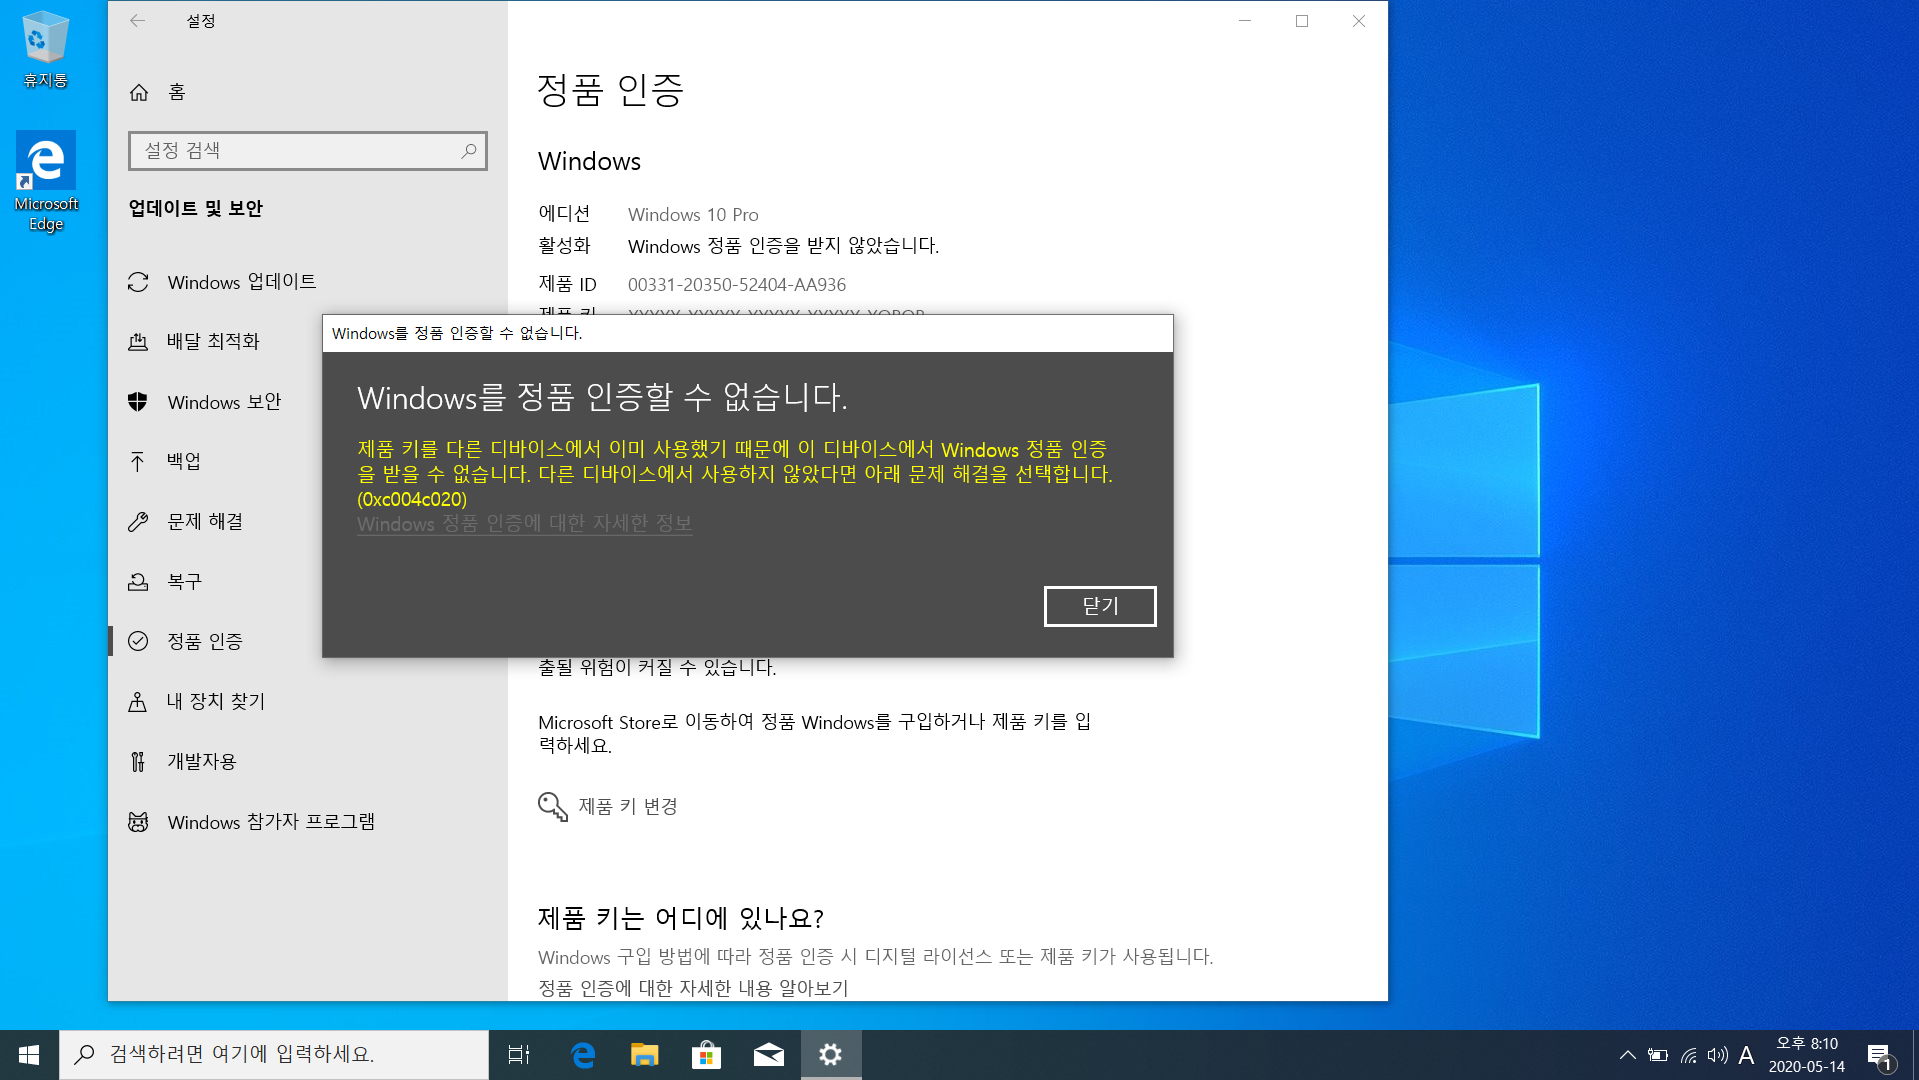 휴지통
Microsoft
Edge
설정
홈
설정 검색
업데이트 및 보안
Windows 업데이트
배달 최적화
Windows 보안
백업
문제 해결
복구
정품 인증
내 장치 찾기
개발자용
Windows 참가자 프로그램
정품 인증
Windows
에디션 Windows 10 Pro
활성화 Windows 정품 인증을 받지 않았습니다.
제품 ID 00331-20350-52404-AA936
제품 키
Windows를 정품 인증할 수 없습니다.
Windows를 정품 인증할 수 없습니다.
제품 키를 다른 디바이스에서 이미 사용했기 때문에 이 디바이스에서 Windows 정품 인증
을 받을 수 없습니다. 다른 디바이스에서 사용하지 않았다면 아래 문제 해결을 선택합니다.
(0xc004c020)
Windows 정품 인증에 대한 자세한 정보
닫기
출될 위험이 커질 수 있습니다.
Microsoft Store로 이동하여 정품 Windows를 구입하거나 제품 키를 입
력하세요.
제품 키 변경
제품 키는 어디에 있나요?
Windows 구입 방법에 따라 정품 인증 시 디지털 라이선스 또는 제품 키가 사용됩니다.
정품 인증에 대한 자세한 내용 알아보기
검색하려면 여기에 입력하세요.
A
오후 8:10
2020-05-14
1